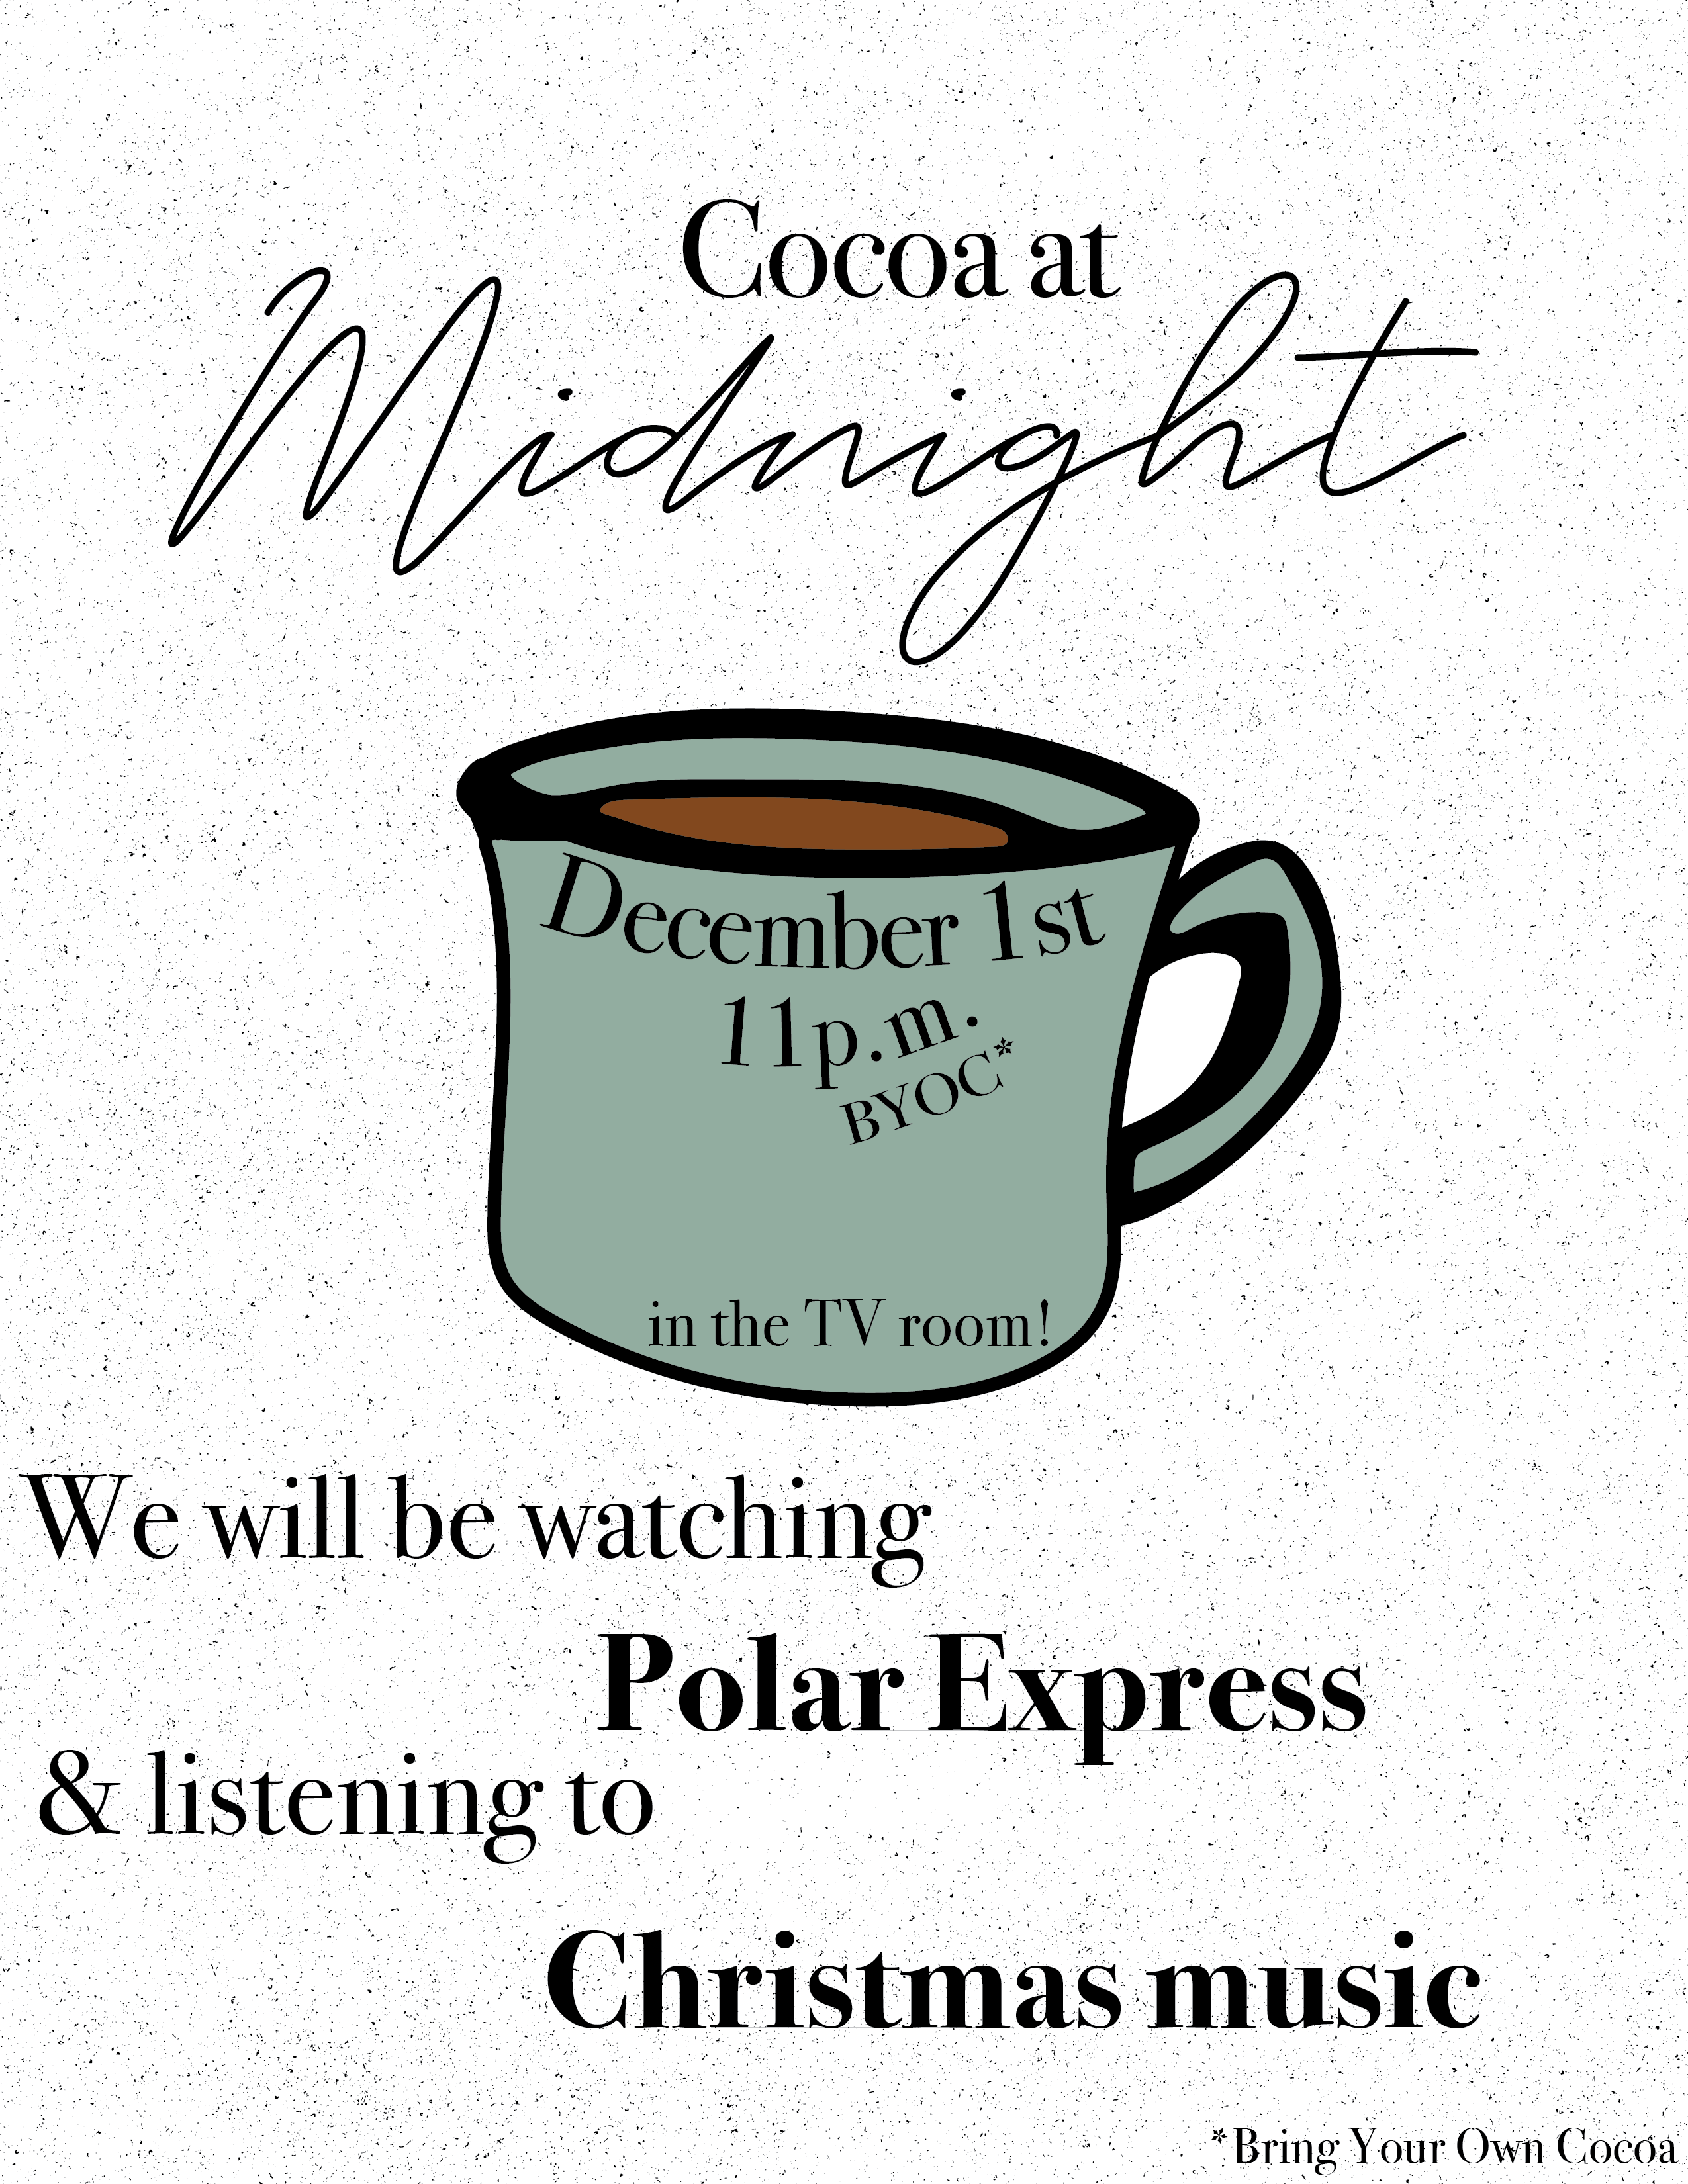 Cocoa at
Midnight
December 1st
11p.m.
BYOC*
in the TV room!
We will be watching
Polar Express
& listening to
Christmas music
*Bring Your Own Cocoa